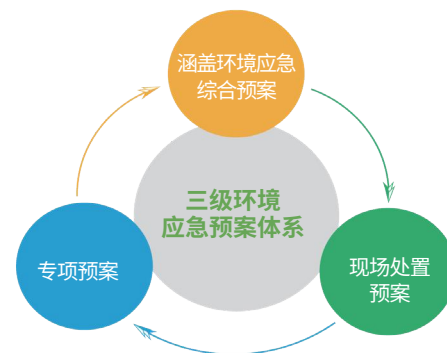 涵盖环境应急
综合预案
三级环境
应急预案体系
专项预案
现场处置
预案